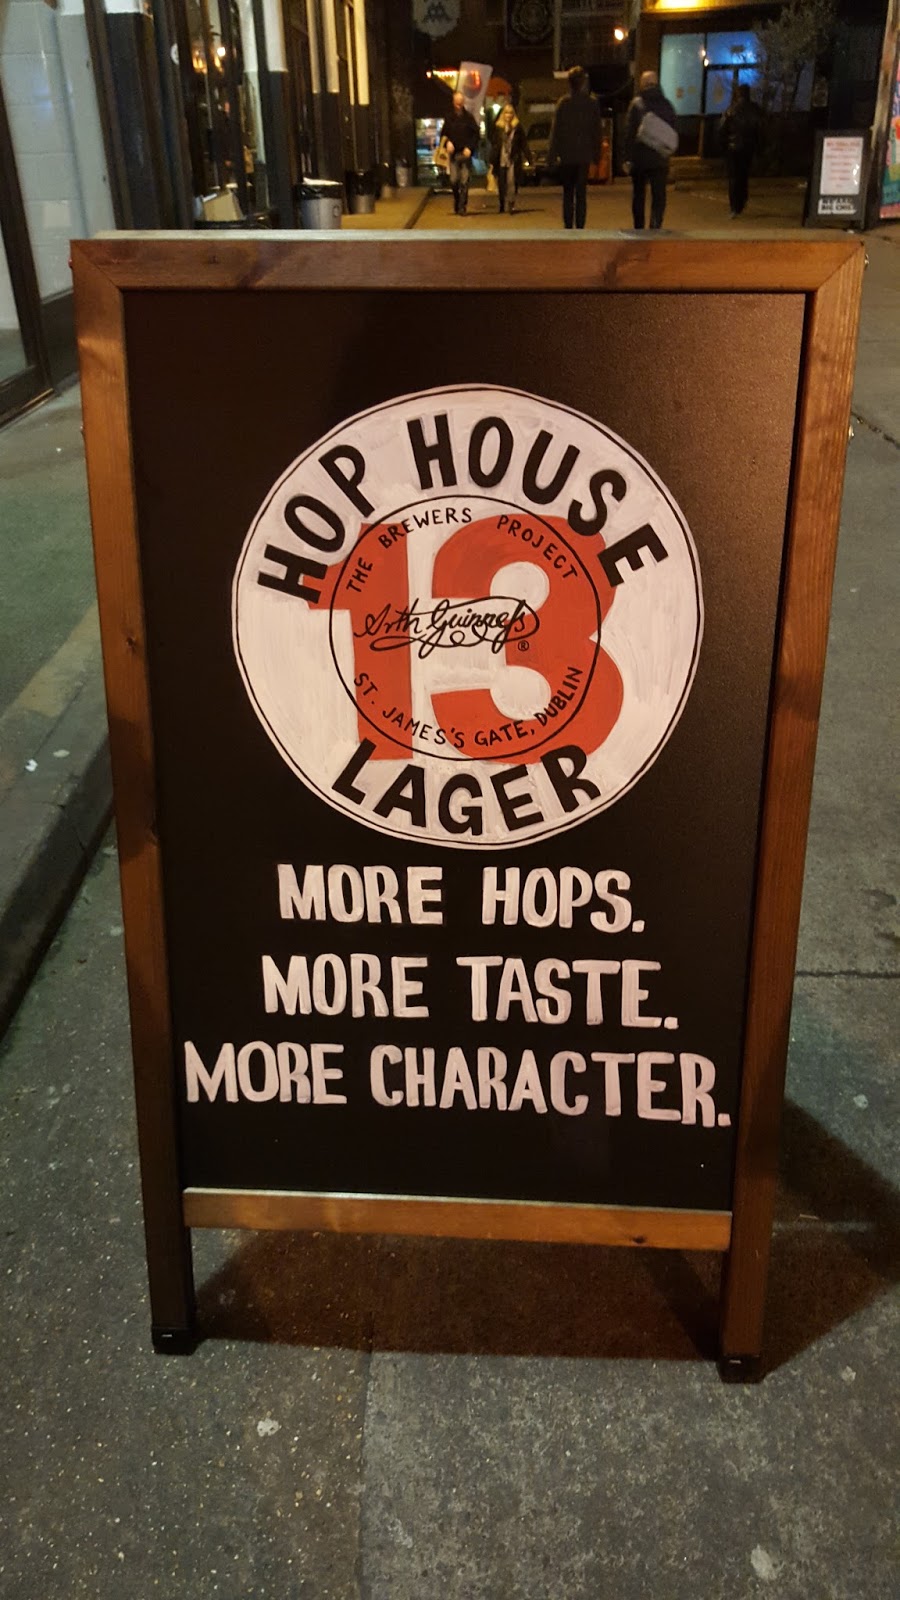 HOP HOUSE
13
THE BREWERS PROJECT
Arth Guinness
®
ST. JAMES'S GATE, DUBLIN
LAGER
MORE HOPS.
MORE TASTE.
MORE CHARACTER.